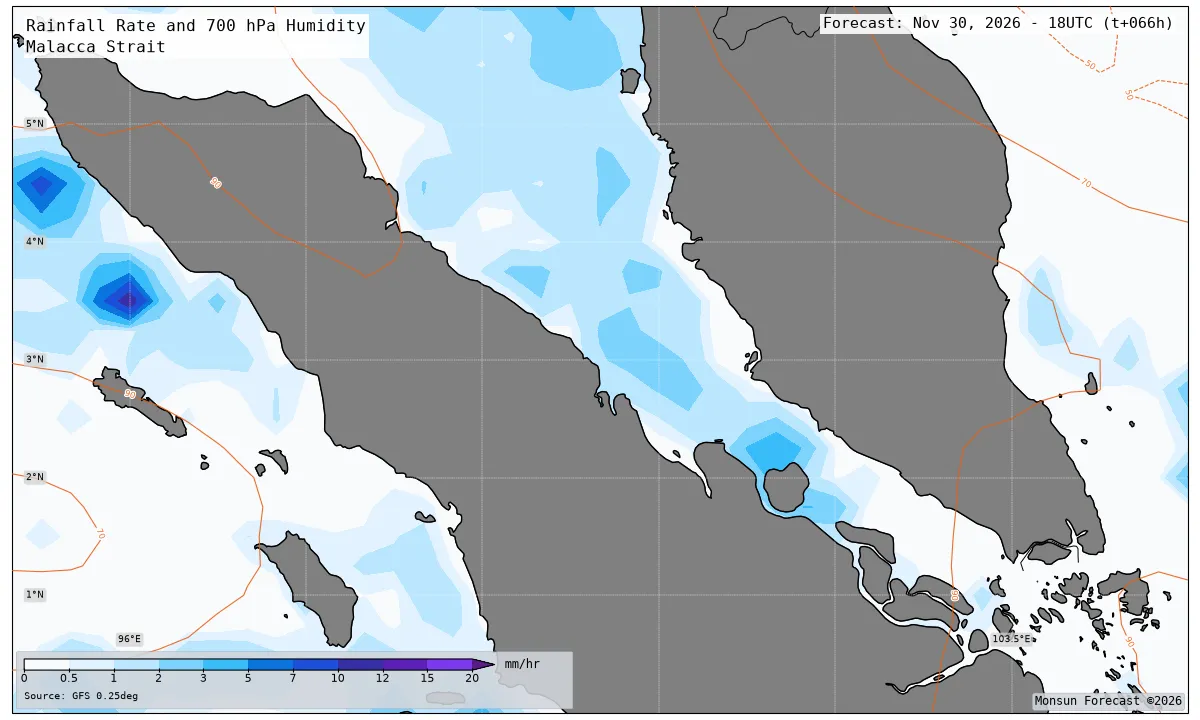 Rainfall Rate and 700 hPa Humidity
Malacca Strait
Forecast: Nov 30, 2026 - 18UTC (t+066h)
50
50
5°N
90
70
4°N
3°N
90
2°N
70
1°N
90
96°E
103.5°E
90
mm/hr
0 0.5 1 2 3 5 7 10 12 15 20
Source: GFS 0.25deg
Monsun Forecast ©2026